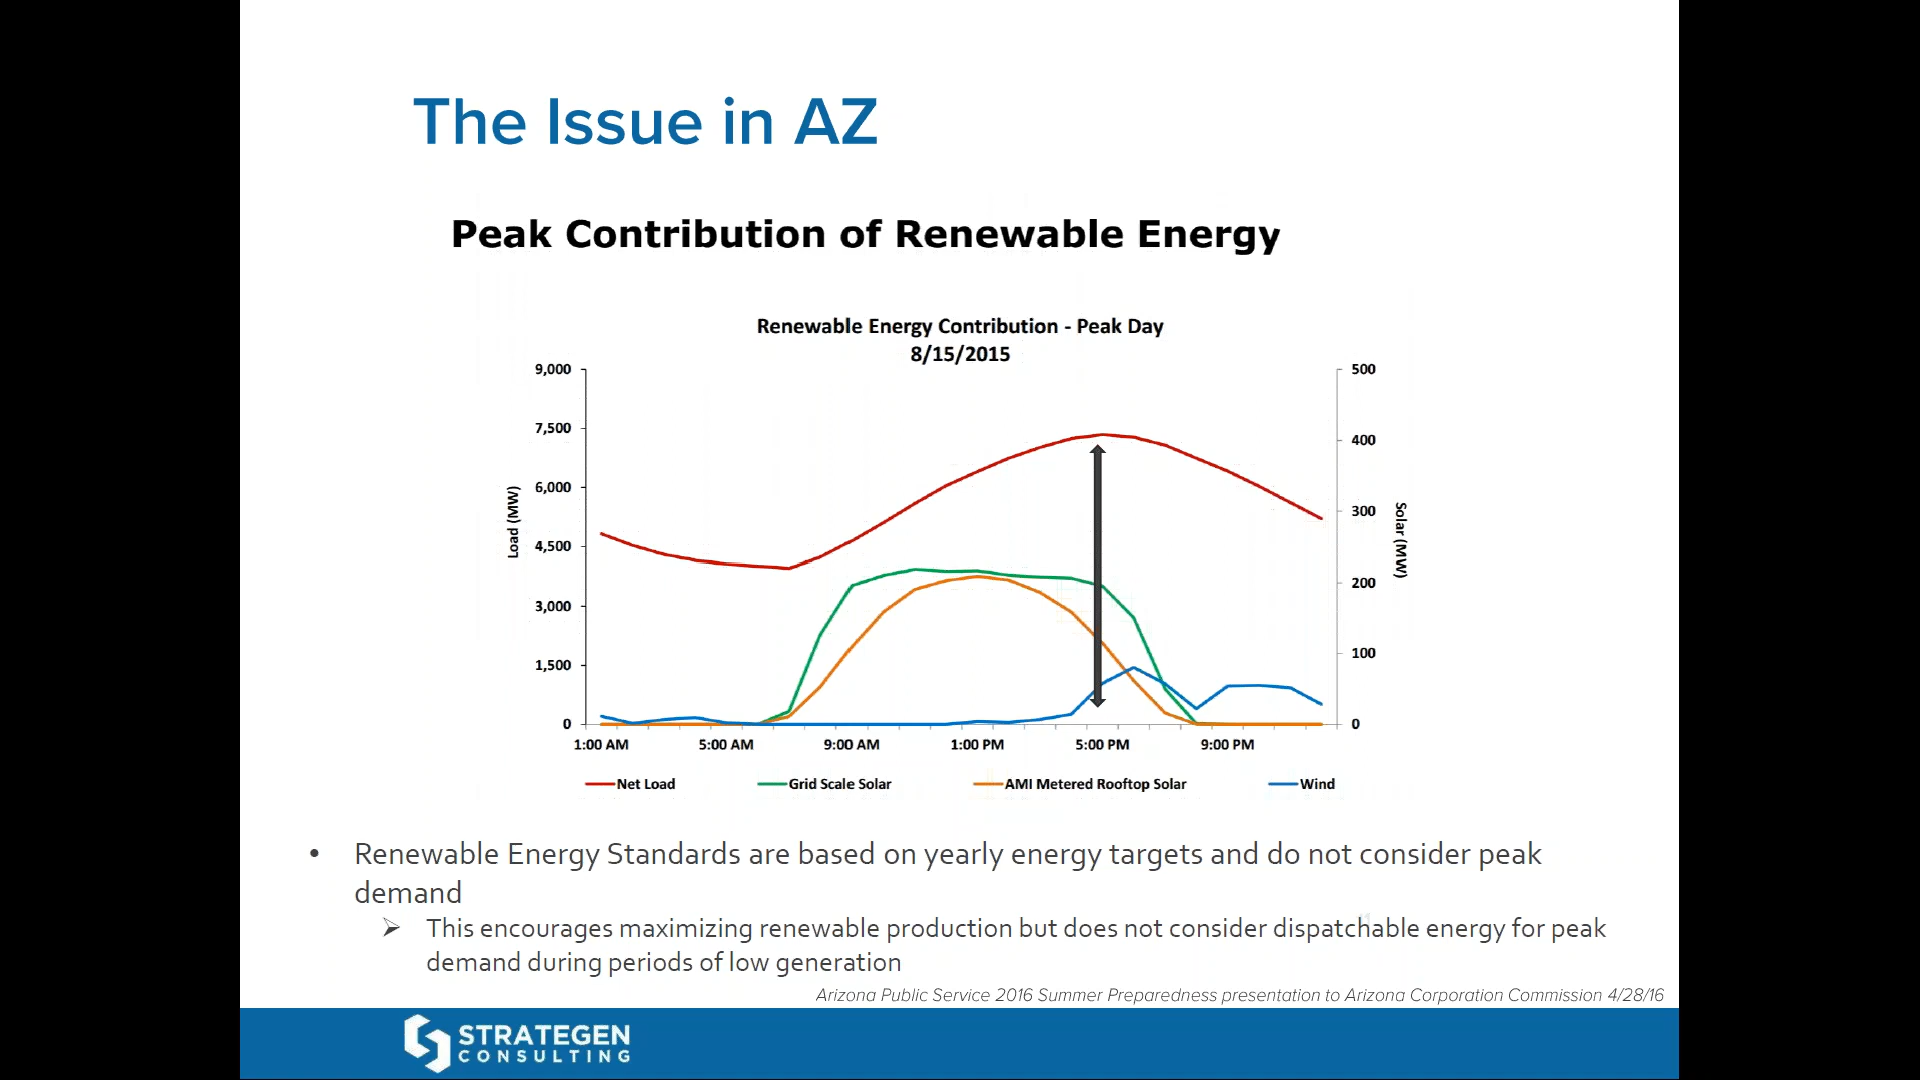 The Issue in AZ
Peak Contribution of Renewable Energy
Renewable Energy Contribution - Peak Day
8/15/2015
9,000
7,500
6,000
4,500
3,000
1,500
0
Load (MW)
500
400
300
200
100
0
Solar (MW)
1:00 AM 5:00 AM 9:00 AM 1:00 PM 5:00 PM 9:00 PM
Net Load Grid Scale Solar AMI Metered Rooftop Solar Wind
• Renewable Energy Standards are based on yearly energy targets and do not consider peak
demand
➢ This encourages maximizing renewable production but does not consider dispatchable energy for peak
demand during periods of low generation
Arizona Public Service 2016 Summer Preparedness presentation to Arizona Corporation Commission 4/28/16
STRATEGEN
CONSULTING